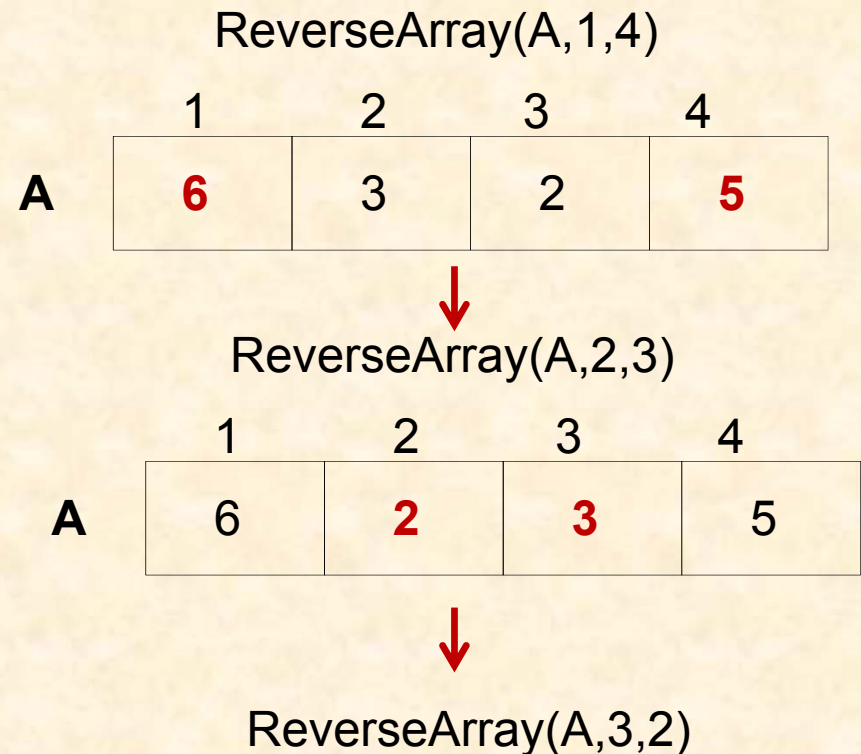 ReverseArray(A,1,4)
1 2 3 4
A 6 3 2 5
ReverseArray(A,2,3)
1 2 3 4
A 6 2 3 5
ReverseArray(A,3,2)